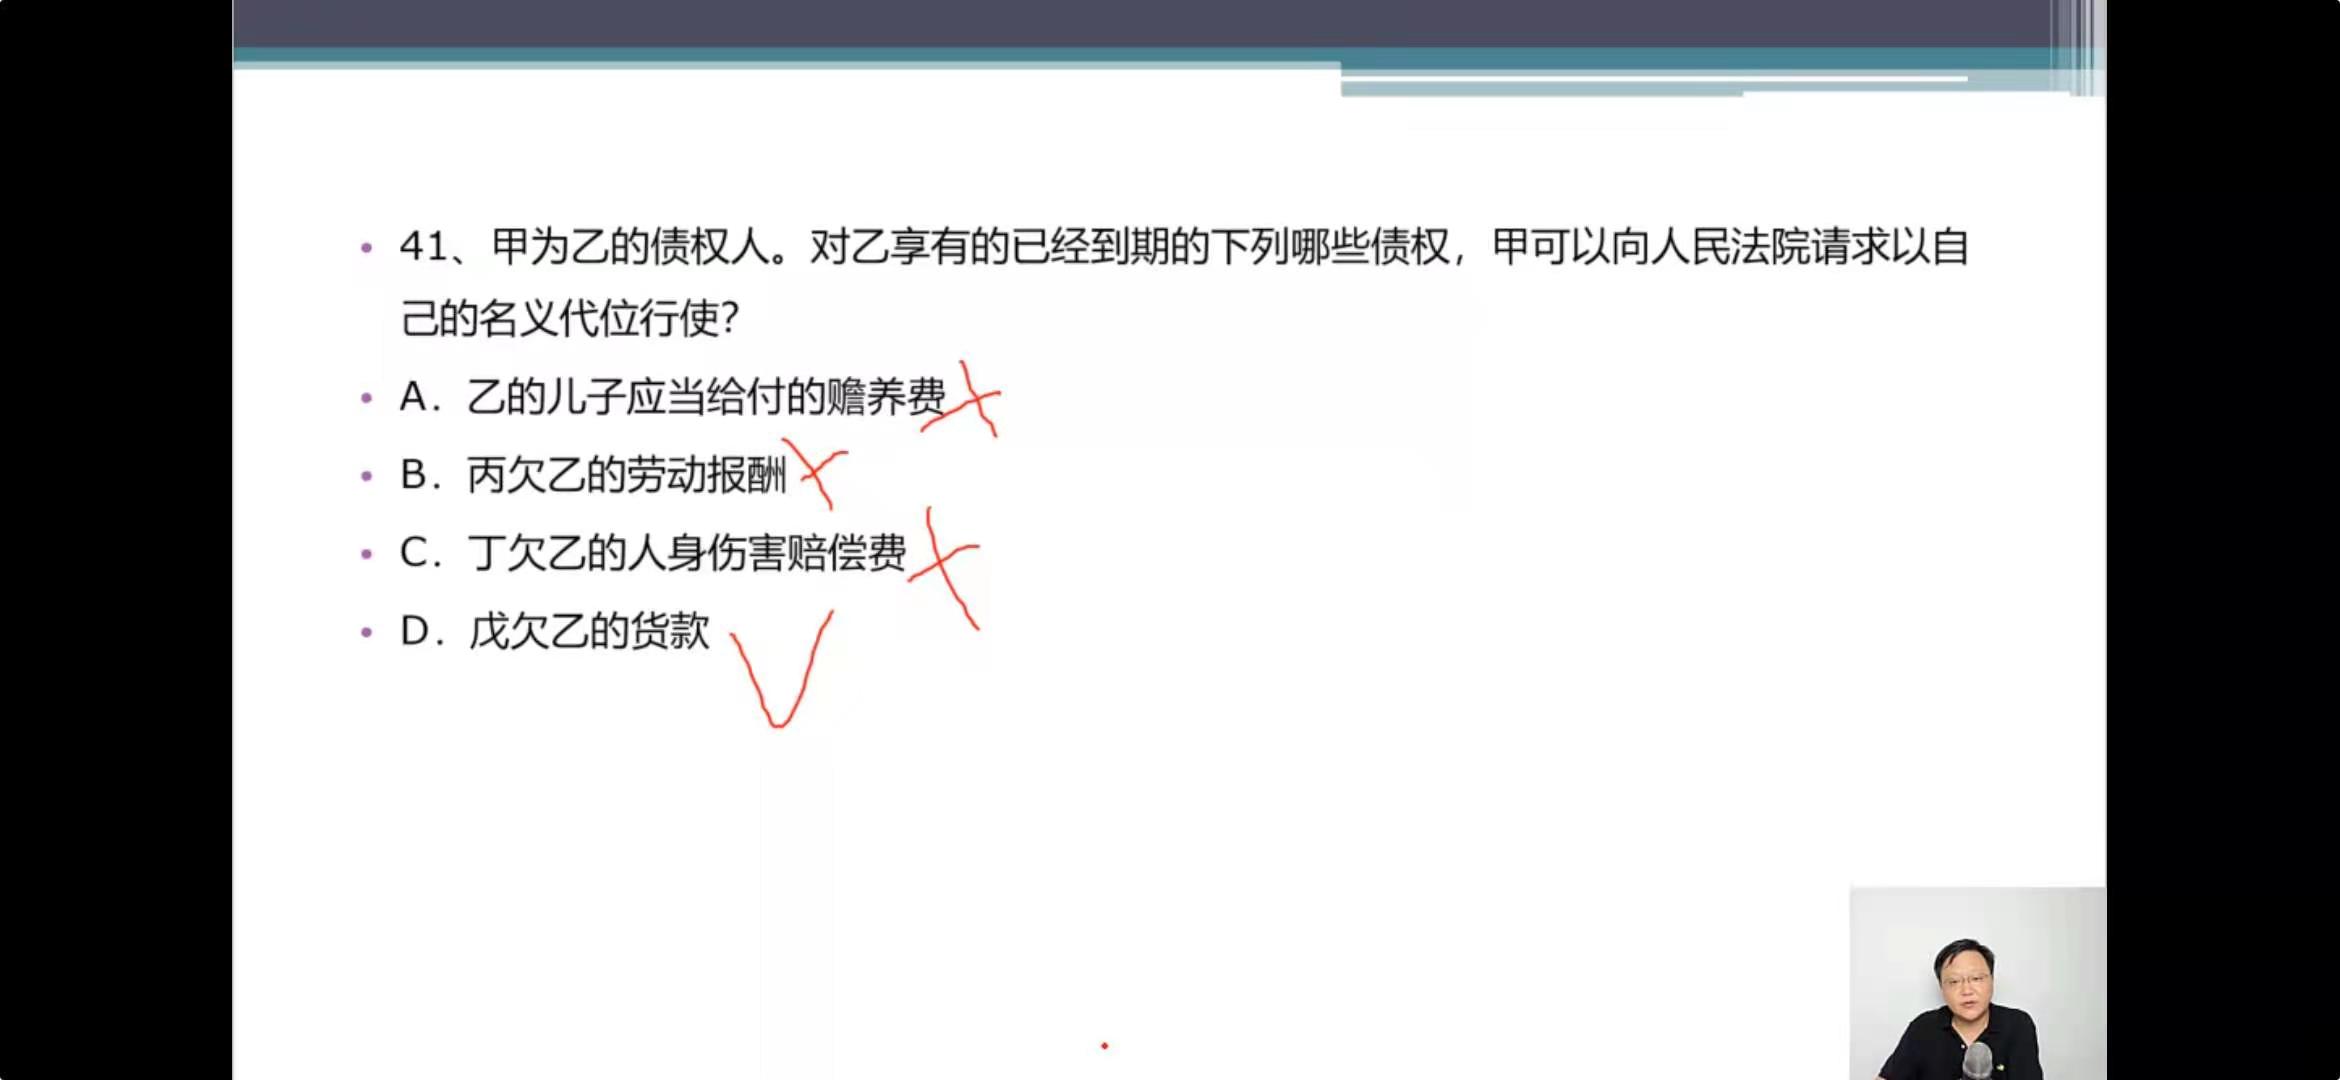 41、甲为乙的债权人。对乙享有的已经到期的下列哪些债权，甲可以向人民法院请求以自
己的名义代位行使？
A．乙的儿子应当给付的赡养费
B．丙欠乙的劳动报酬
C．丁欠乙的人身伤害赔偿费
D．戊欠乙的货款